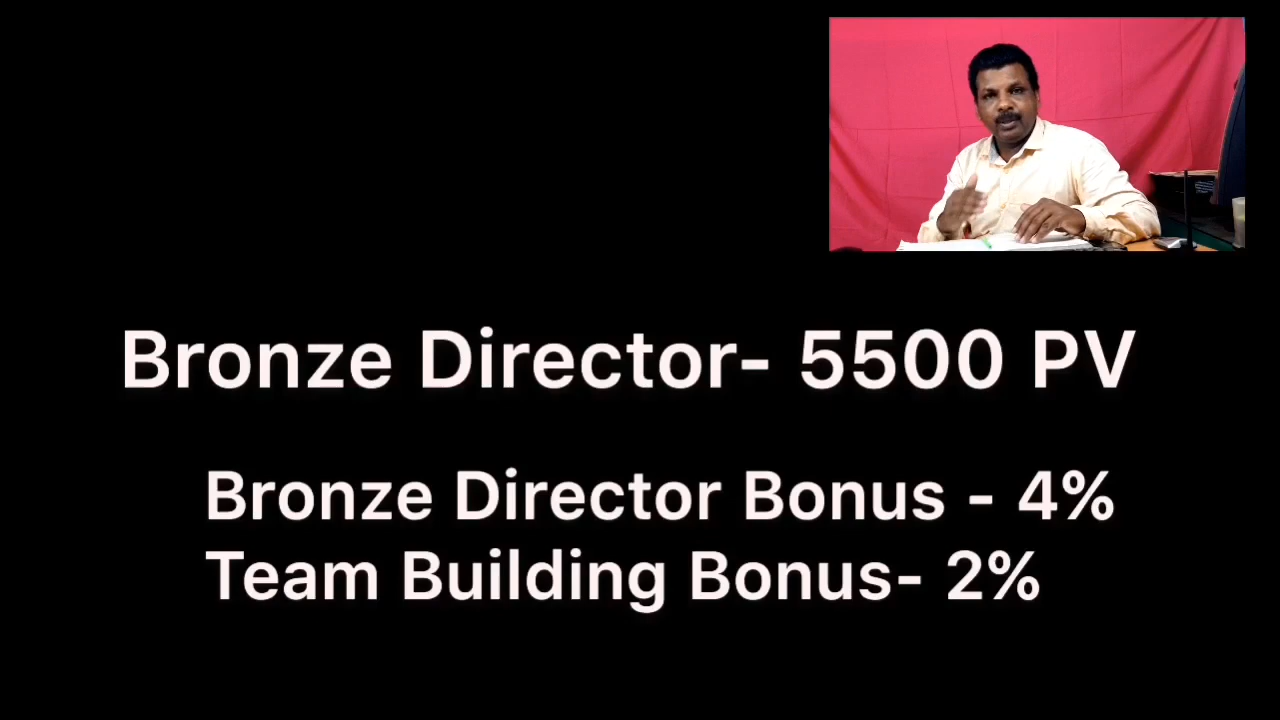 Bronze Director- 5500 PV
Bronze Director Bonus - 4%
Team Building Bonus- 2%